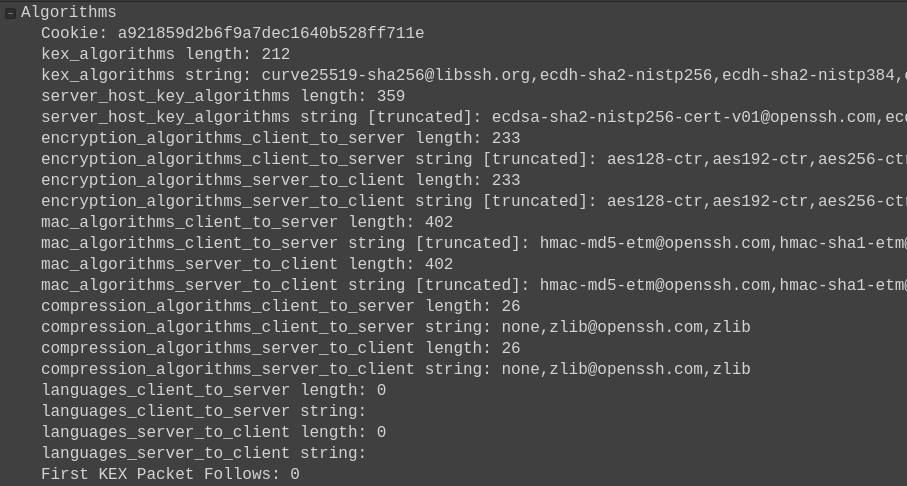 Algorithms
Cookie: a921859d2b6f9a7dec1640b528ff711e
kex_algorithms length: 212
kex_algorithms string: curve25519-sha256@libssh.org,ecdh-sha2-nistp256,ecdh-sha2-nistp384,
server_host_key_algorithms length: 359
server_host_key_algorithms string [truncated]: ecdsa-sha2-nistp256-cert-v01@openssh.com,ec
encryption_algorithms_client_to_server length: 233
encryption_algorithms_client_to_server string [truncated]: aes128-ctr,aes192-ctr,aes256-ct
encryption_algorithms_server_to_client length: 233
encryption_algorithms_server_to_client string [truncated]: aes128-ctr,aes192-ctr,aes256-ct
mac_algorithms_client_to_server length: 402
mac_algorithms_client_to_server string [truncated]: hmac-md5-etm@openssh.com,hmac-sha1-etm@
mac_algorithms_server_to_client length: 402
mac_algorithms_server_to_client string [truncated]: hmac-md5-etm@openssh.com,hmac-sha1-etm@
compression_algorithms_client_to_server length: 26
compression_algorithms_client_to_server string: none,zlib@openssh.com,zlib
compression_algorithms_server_to_client length: 26
compression_algorithms_server_to_client string: none,zlib@openssh.com,zlib
languages_client_to_server length: 0
languages_client_to_server string:
languages_server_to_client length: 0
languages_server_to_client string:
First KEX Packet Follows: 0